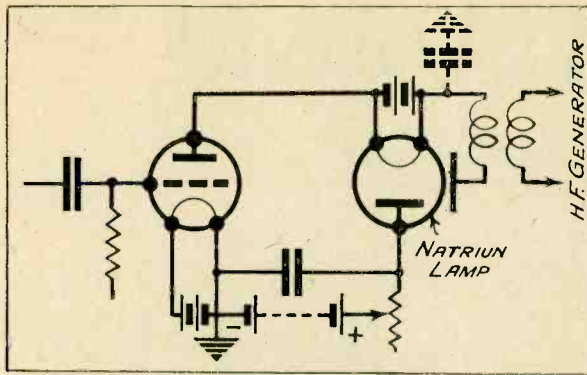 H.F. GENERATOR
NATRIUN
LAMP
-
+